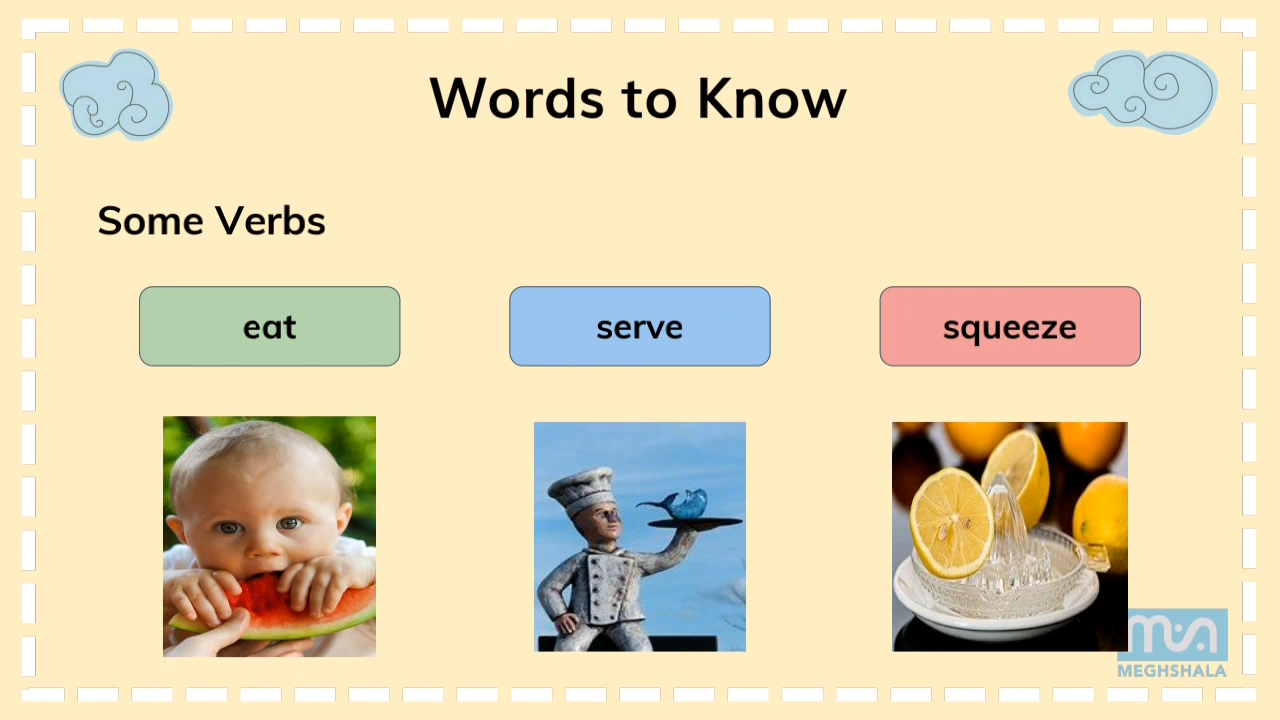 Words to Know
Some Verbs
eat
serve
squeeze
MEGHSHALA